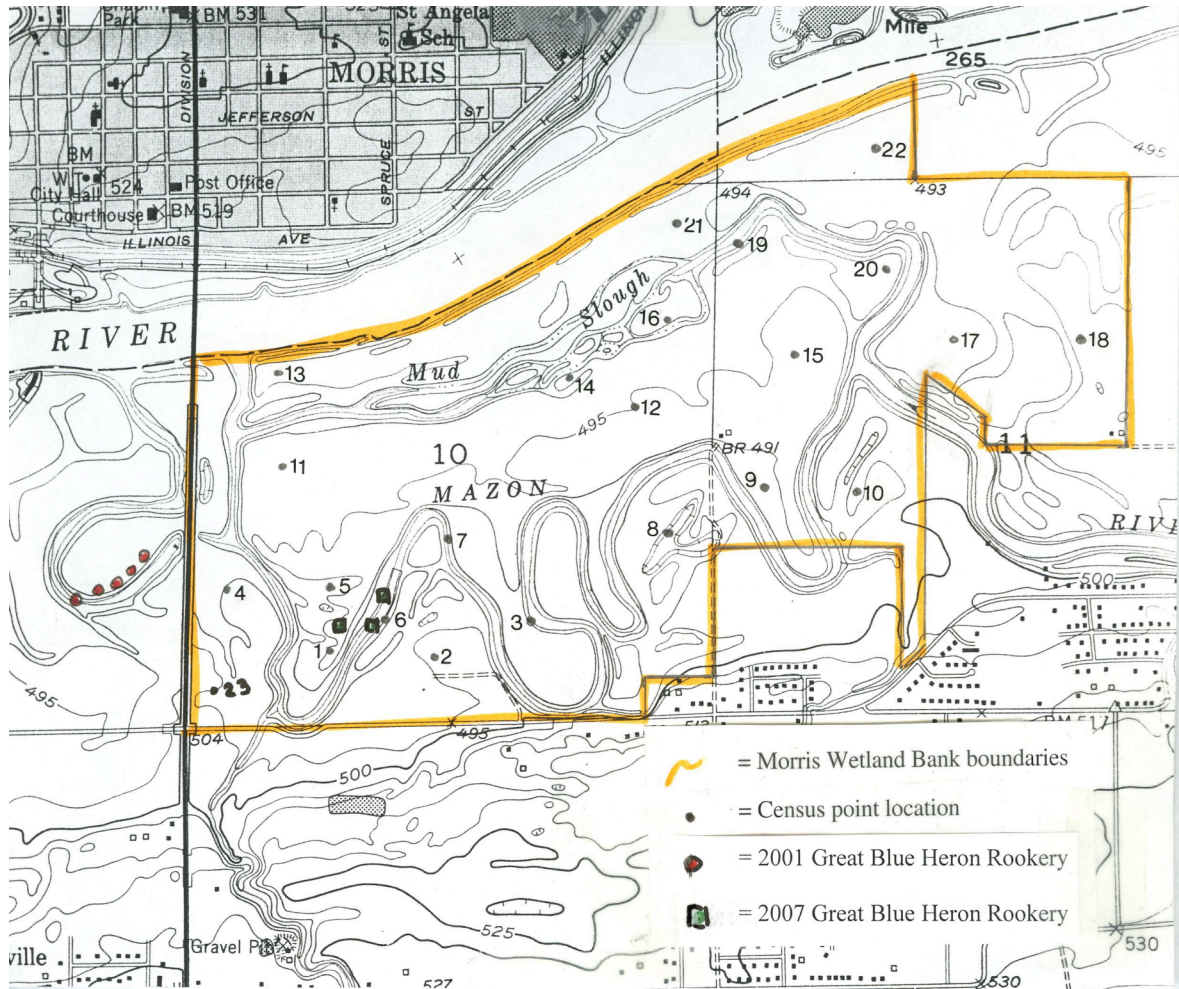 Park
BM 531
St Angela
Sch
ST
DIVISION
MORRIS
ILLINOIS
Mile
265
JEFFERSON
ST
SPRUCE
BM
W T
524
City Hall
Post Office
Courthouse
BM 519
ILLINOIS
AVE
22
495
494
493
21
19
20
RIVER
Mud
Slough
16
13
14
15
17
18
12
495
10
11
BR 491
11
MAZON
9
10
8
7
500
5
4
6
3
1
2
23
495
504
495
513
BM 517
500
= Morris Wetland Bank boundaries
= Census point location
= 2001 Great Blue Heron Rookery
= 2007 Great Blue Heron Rookery
525
ville
Gravel Pit
527
530
530